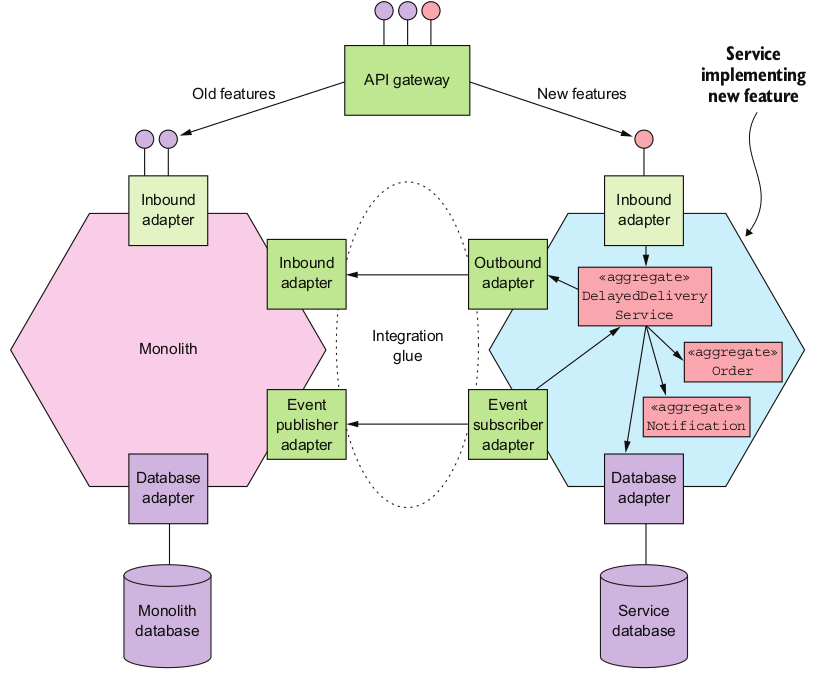 API gateway
Service
implementing
new feature
Old features
New features
Inbound
adapter
Inbound
adapter
Inbound
adapter
Outbound
adapter
«aggregate»
DelayedDelivery
Service
Monolith
Integration
glue
«aggregate»
Order
Event
publisher
adapter
Event
subscriber
adapter
«aggregate»
Notification
Database
adapter
Database
adapter
Monolith
database
Service
database